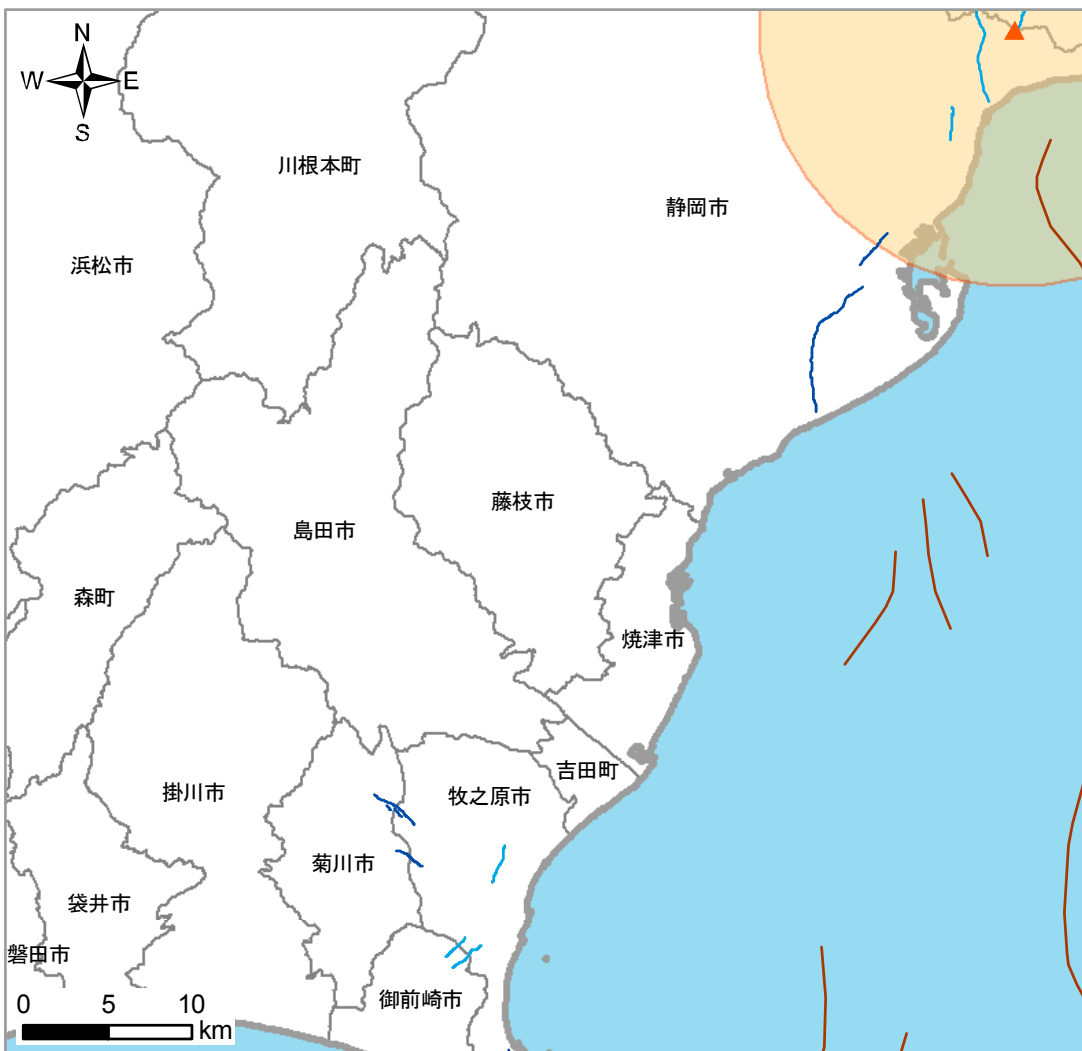 N
W E
S
川根本町
静岡市
浜松市
藤枝市
島田市
森町
焼津市
吉田町
掛川市
牧之原市
菊川市
袋井市
磐田市
御前崎市
0 5 10
km